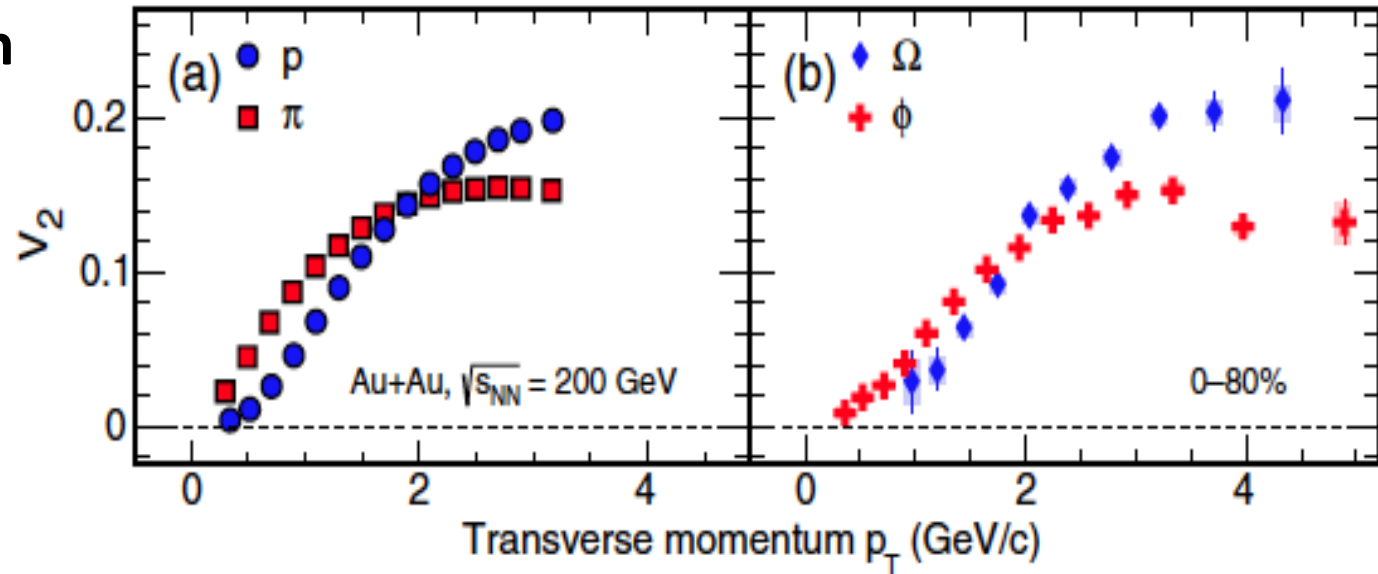 n
(a) p
π
(b) Ω
ϕ
v₂
0.2
0.1
0
Au+Au, √sNN = 200 GeV
0–80%
0 2 4
0 2 4
Transverse momentum pT (GeV/c)